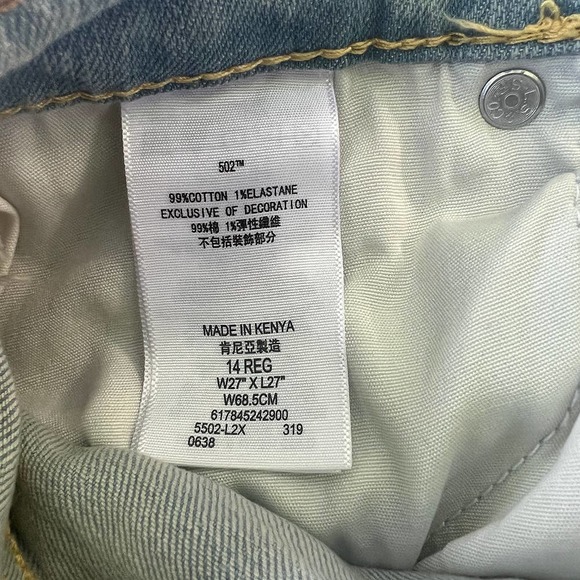 502™
99%COTTON 1%ELASTANE
EXCLUSIVE OF DECORATION
99%棉 1%彈性纖維
不包括裝飾部分
MADE IN KENYA
肯尼亞製造
14 REG
W27" X L27"
W68.5CM
617845242900
5502-L2X 319
0638